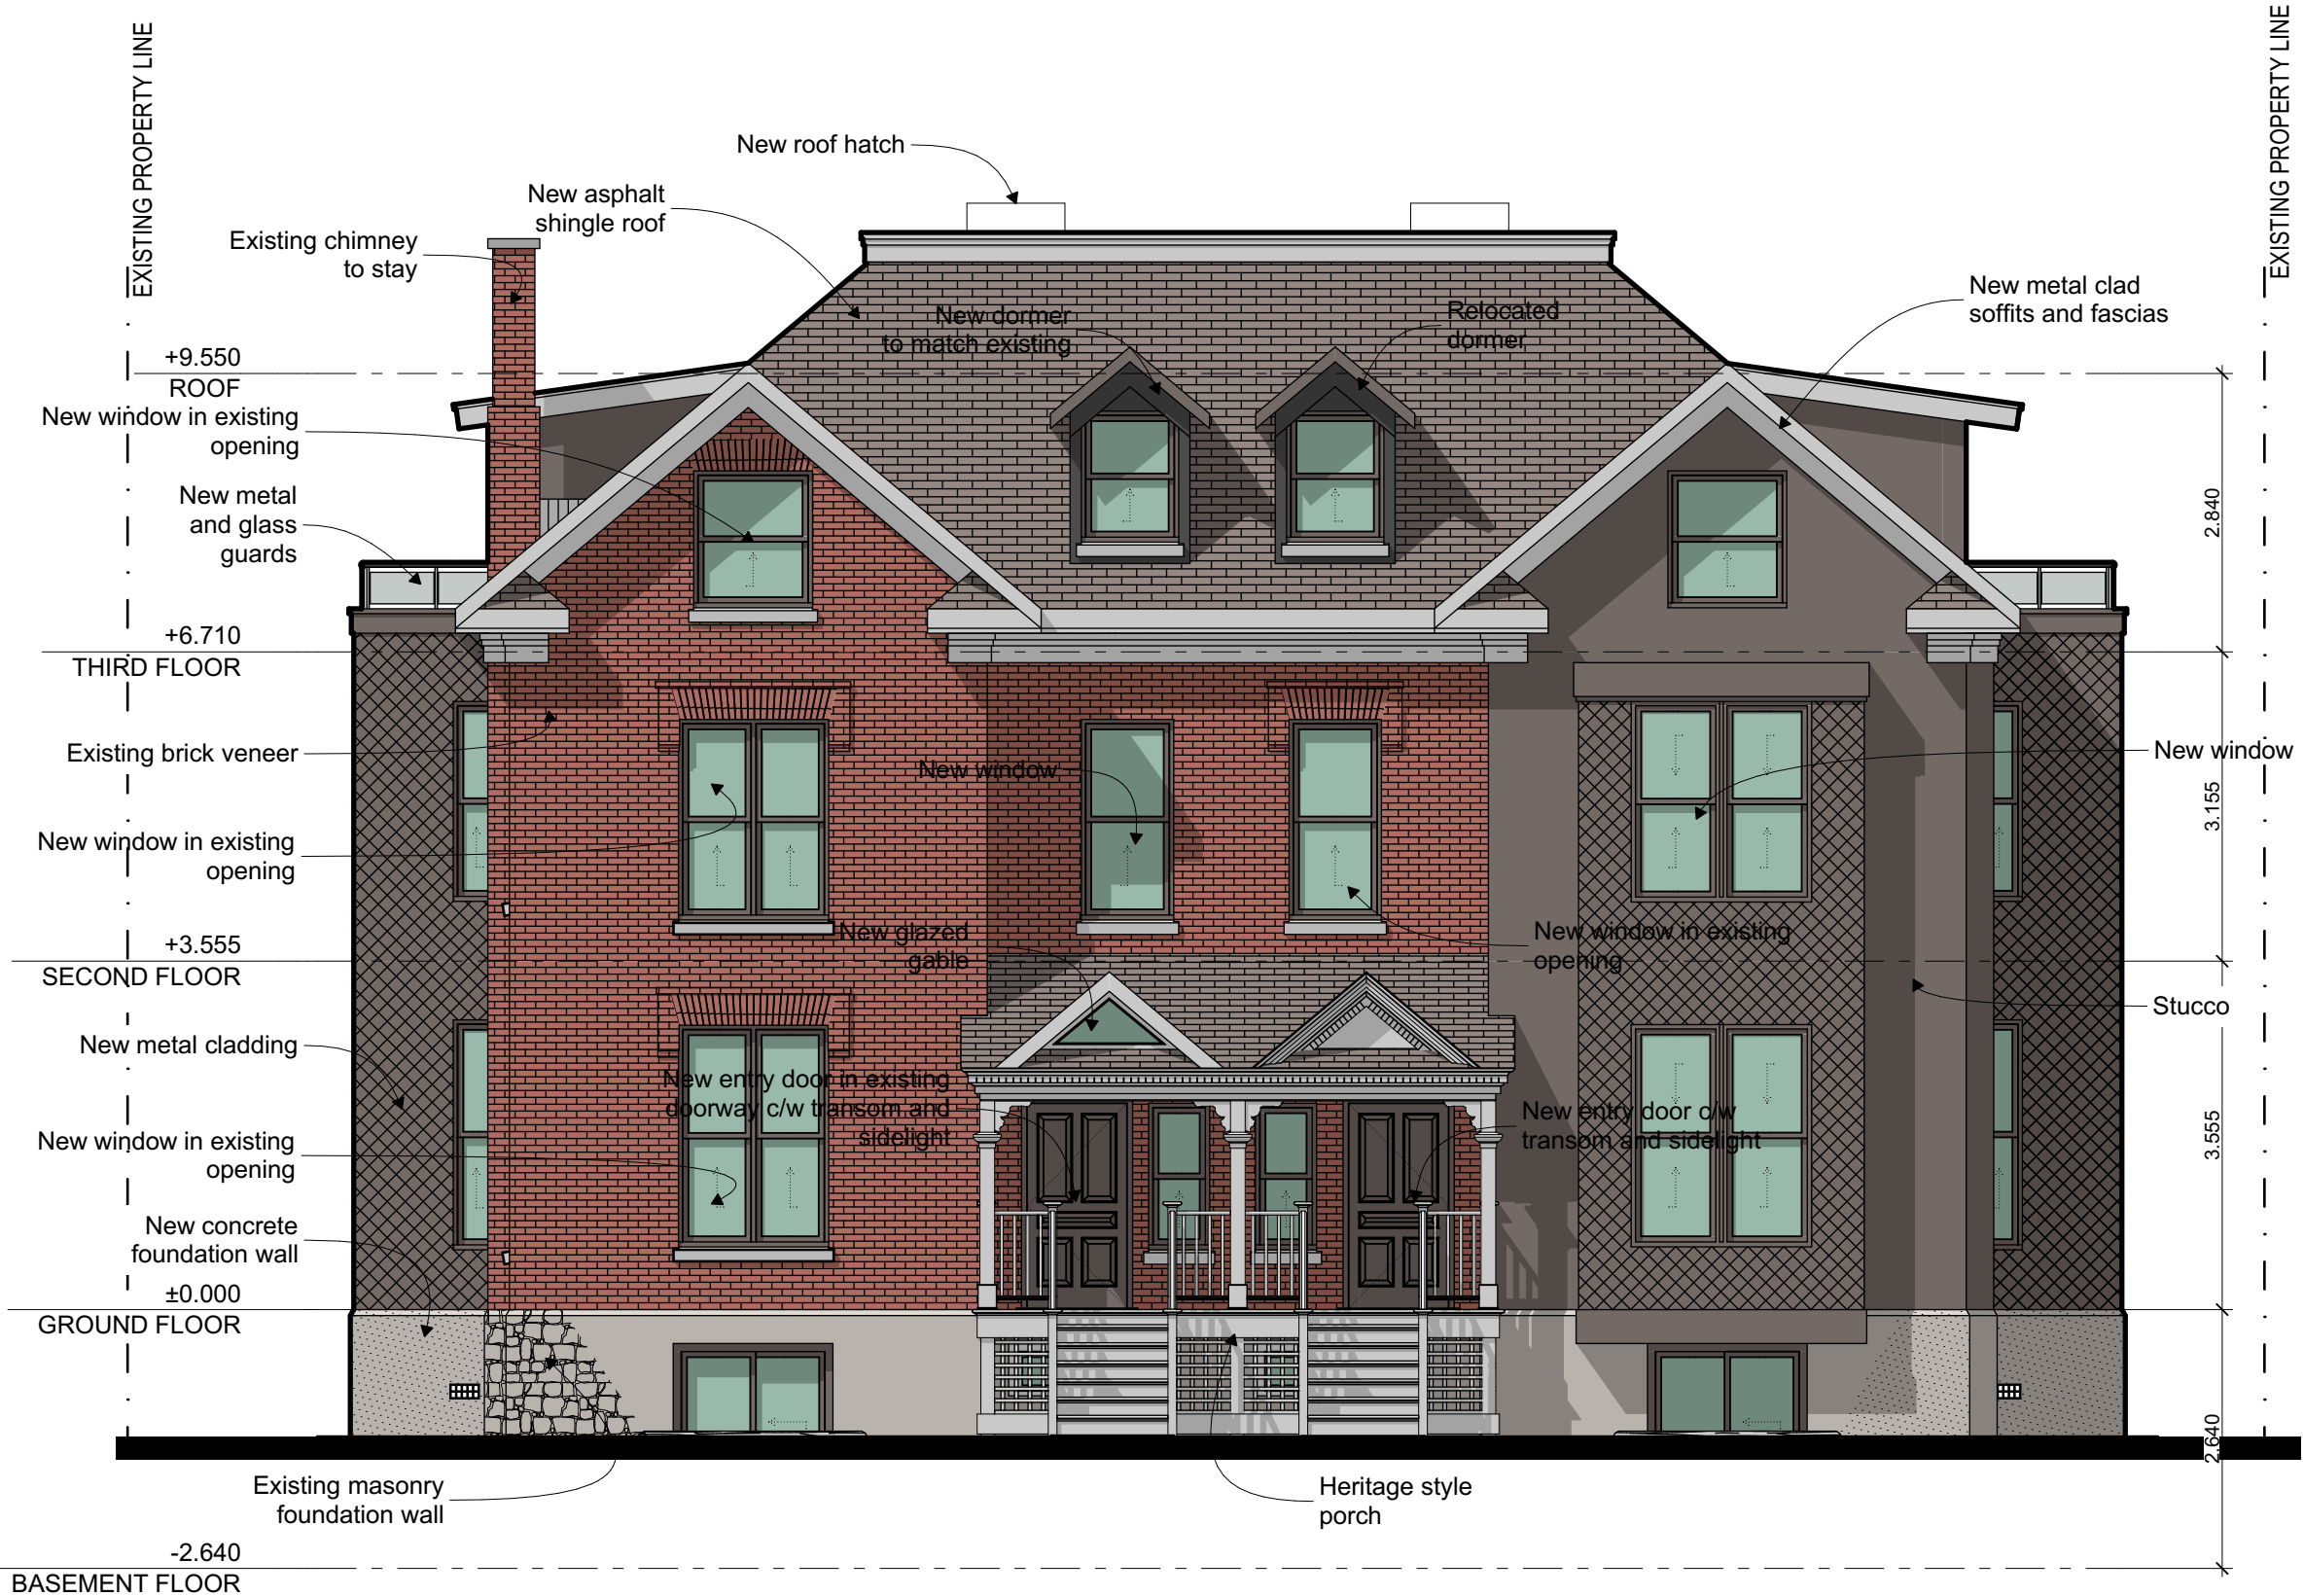 EXISTING PROPERTY LINE
EXISTING PROPERTY LINE
New roof hatch
New asphalt
shingle roof
Existing chimney
to stay
New metal clad
soffits and fascias
New dormer
to match existing
Relocated
dormer
+9.550
ROOF
New window in existing
opening
New metal
and glass
guards
2.840
+6.710
THIRD FLOOR
Existing brick veneer
New window
New window
3.155
New window in existing
opening
New glazed
gable
New window in existing
opening
+3.555
SECOND FLOOR
Stucco
New metal cladding
New entry door in existing
doorway c/w transom and
sidelight
New entry door c/w
transom and sidelight
3.555
New window in existing
opening
New concrete
foundation wall
±0.000
GROUND FLOOR
2.640
Existing masonry
foundation wall
Heritage style
porch
-2.640
BASEMENT FLOOR